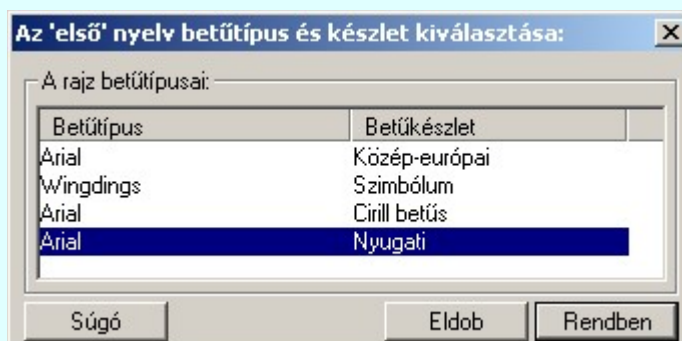 Az 'első' nyelv betűtípus és készlet kiválasztása:
A rajz betűtípusai:
Betűtípus Betűkészlet
Arial Közép-európai
Wingdings Szimbólum
Arial Cirill betűs
Arial Nyugati
Súgó Eldob Rendben